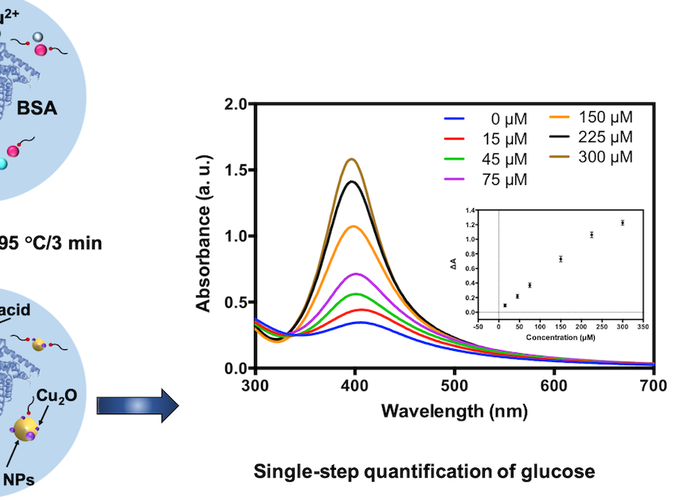 u²⁺
BSA
95 °C/3 min
acid
Cu₂O
NPs
Absorbance (a. u.)
2.0
1.5
1.0
0.5
0.0
300
400
500
600
700
Wavelength (nm)
0 µM
15 µM
45 µM
75 µM
150 µM
225 µM
300 µM
ΔA
1.4
1.2
1.0
0.8
0.6
0.4
0.2
0.0
-50
0
50
100
150
200
250
300
350
Concentration (µM)
Single-step quantification of glucose